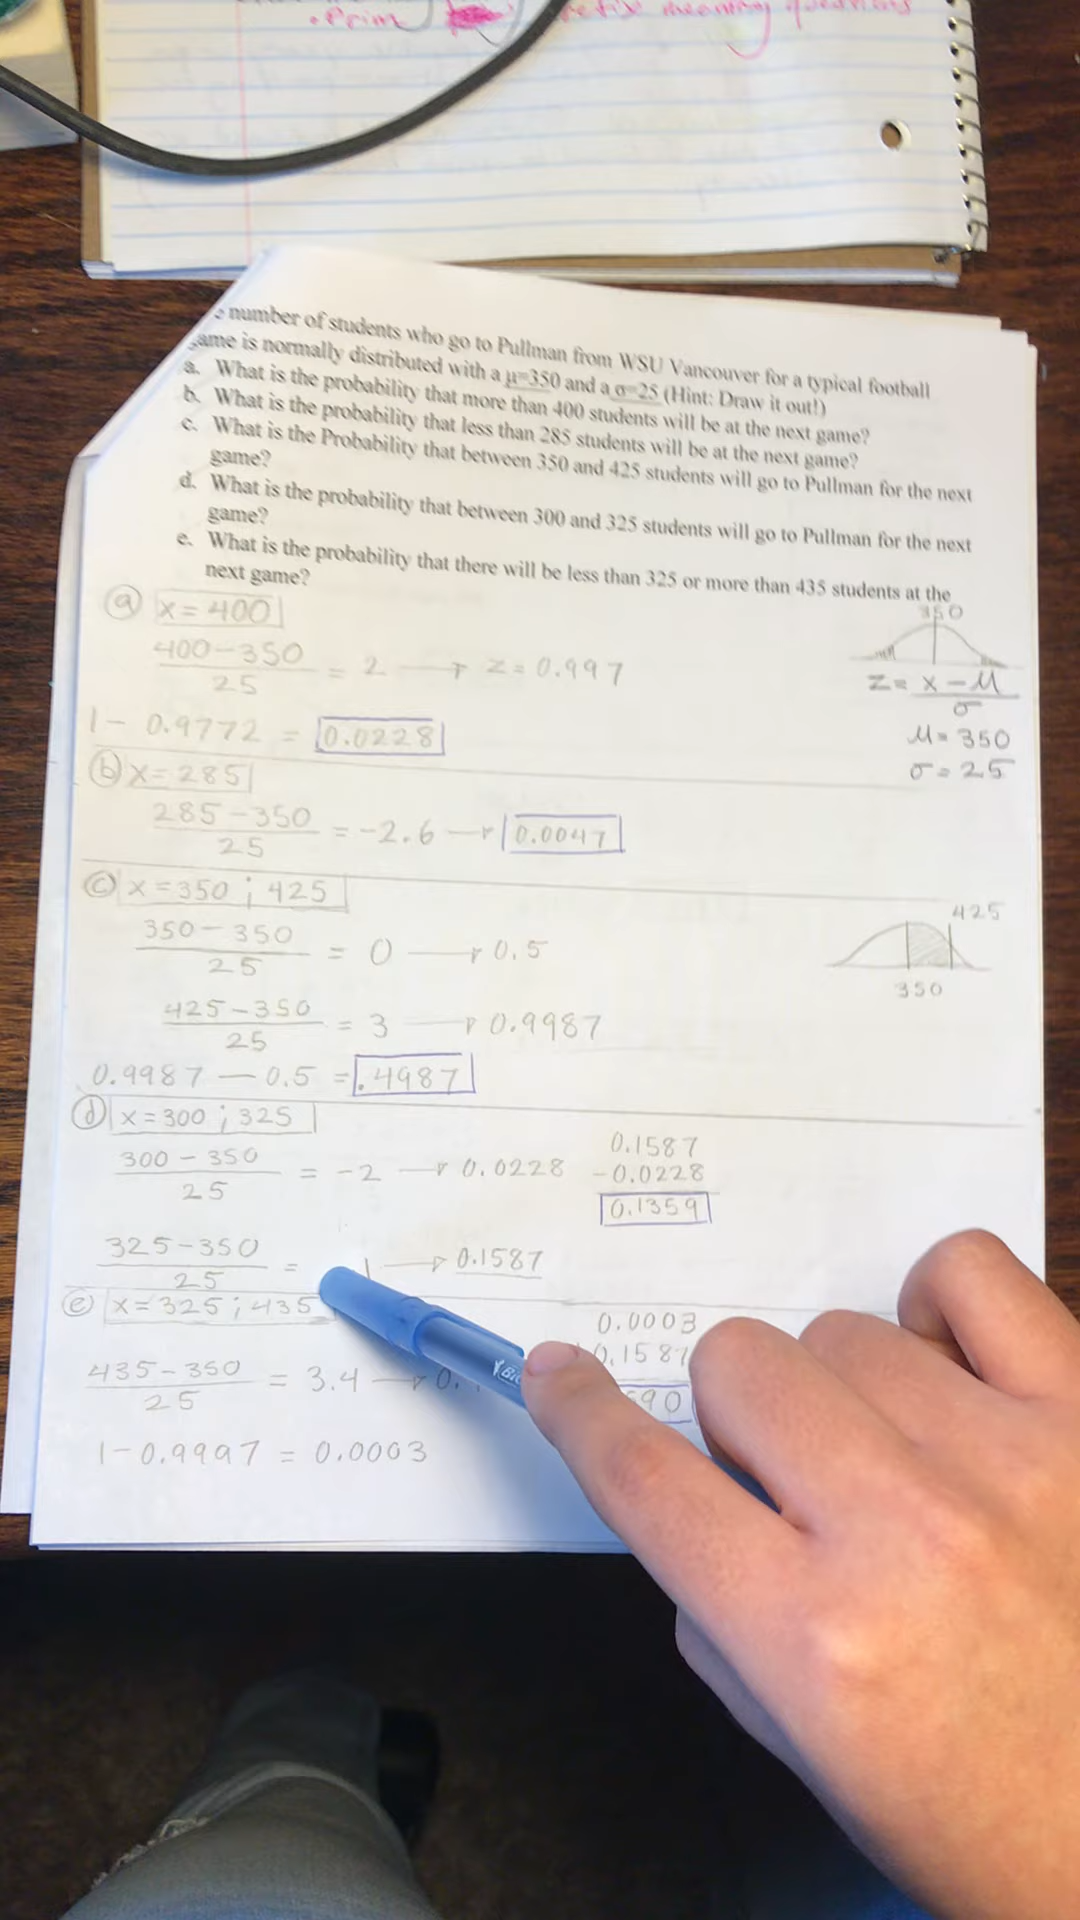 .Prim
meaning questions
number of students who go to Pullman from WSU Vancouver for a typical football
game is normally distributed with a μ=350 and a σ=25 (Hint: Draw it out!)
a. What is the probability that more than 400 students will be at the next game?
b. What is the probability that less than 285 students will be at the next game?
c. What is the Probability that between 350 and 425 students will go to Pullman for the next
game?
d. What is the probability that between 300 and 325 students will go to Pullman for the next
game?
e. What is the probability that there will be less than 325 or more than 435 students at the
next game?
350
z = x - μ
σ
μ = 350
σ = 25
a x = 400
400 - 350
25
= 2 → z = 0.997
1 - 0.9772 = 0.0228
b x = 285
285 - 350
25
= -2.6 → 0.0047
c x = 350 ; 425
350 - 350
25
= 0 → 0.5
425
350
425 - 350
25
= 3 → 0.9987
0.9987 - 0.5 = .4987
d x = 300 ; 325
300 - 350
25
= -2 → 0.0228
0.1587
-0.0228
0.1359
325 - 350
25
= 1 → 0.1587
e x = 325 ; 435
435 - 350
25
= 3.4 → 0.
0.0003
0.1587
590
1 - 0.9997 = 0.0003
BIC